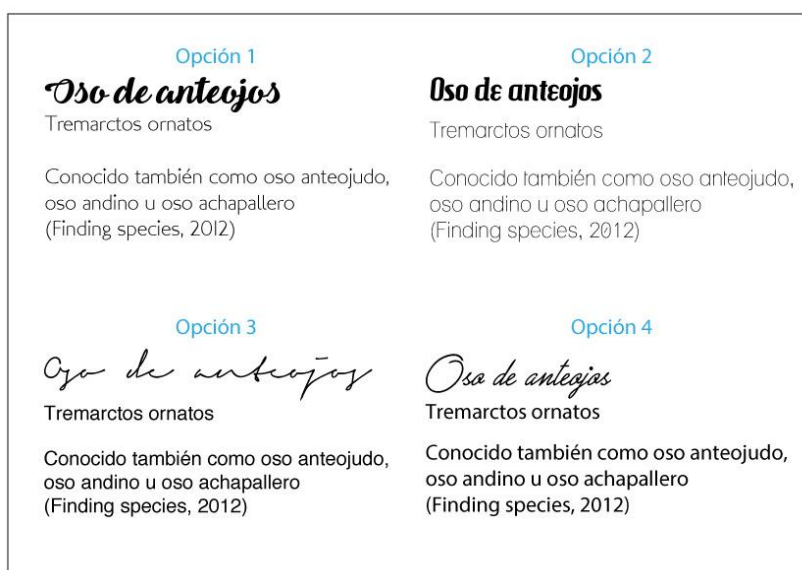 Opción 1
Oso de anteojos
Tremarctos ornatos
Conocido también como oso anteojudo,
oso andino u oso achapallero
(Finding species, 2012)
Opción 2
Oso de anteojos
Tremarctos ornatos
Conocido también como oso anteojudo,
oso andino u oso achapallero
(Finding species, 2012)
Opción 3
Oso de anteojos
Tremarctos ornatos
Conocido también como oso anteojudo,
oso andino u oso achapallero
(Finding species, 2012)
Opción 4
Oso de anteojos
Tremarctos ornatos
Conocido también como oso anteojudo,
oso andino u oso achapallero
(Finding species, 2012)